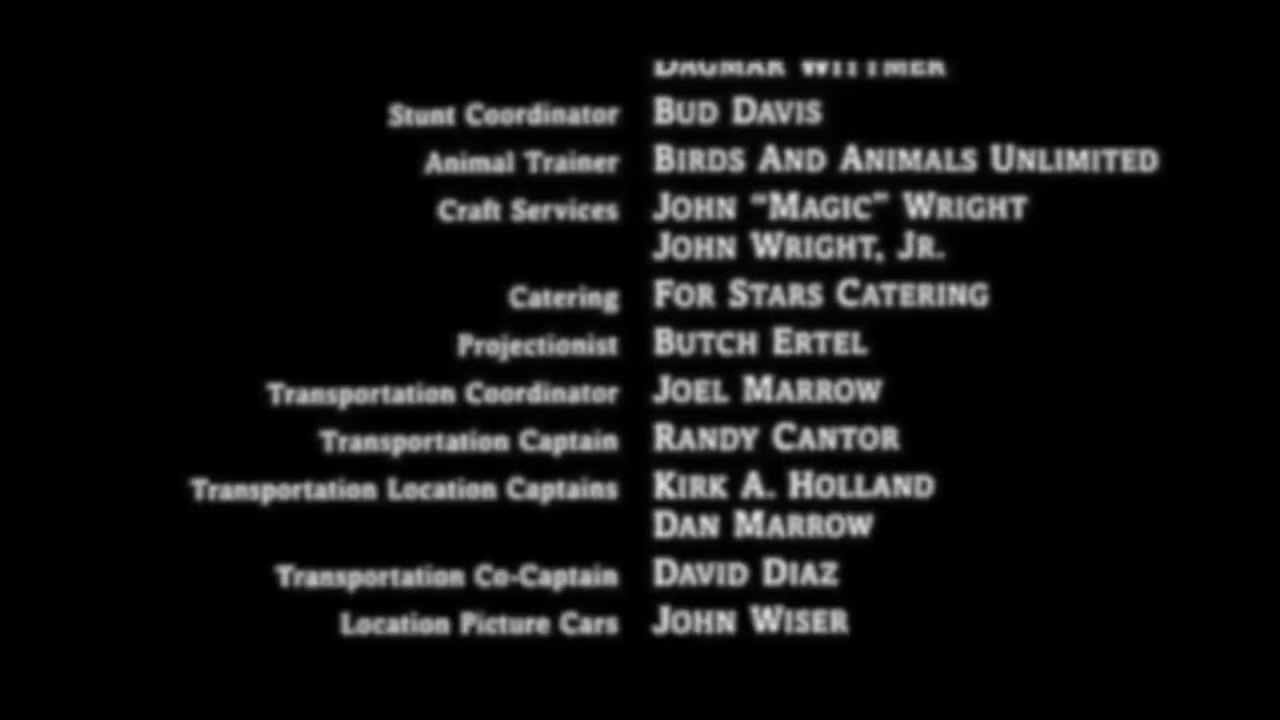 DAGMAR WITTMER
Stunt Coordinator BUD DAVIS
Animal Trainer BIRDS AND ANIMALS UNLIMITED
Craft Services JOHN "MAGIC" WRIGHT
JOHN WRIGHT, JR.
Catering FOR STARS CATERING
Projectionist BUTCH ERTEL
Transportation Coordinator JOEL MARROW
Transportation Captain RANDY CANTOR
Transportation Location Captains KIRK A. HOLLAND
DAN MARROW
Transportation Co-Captain DAVID DIAZ
Location Picture Cars JOHN WISER